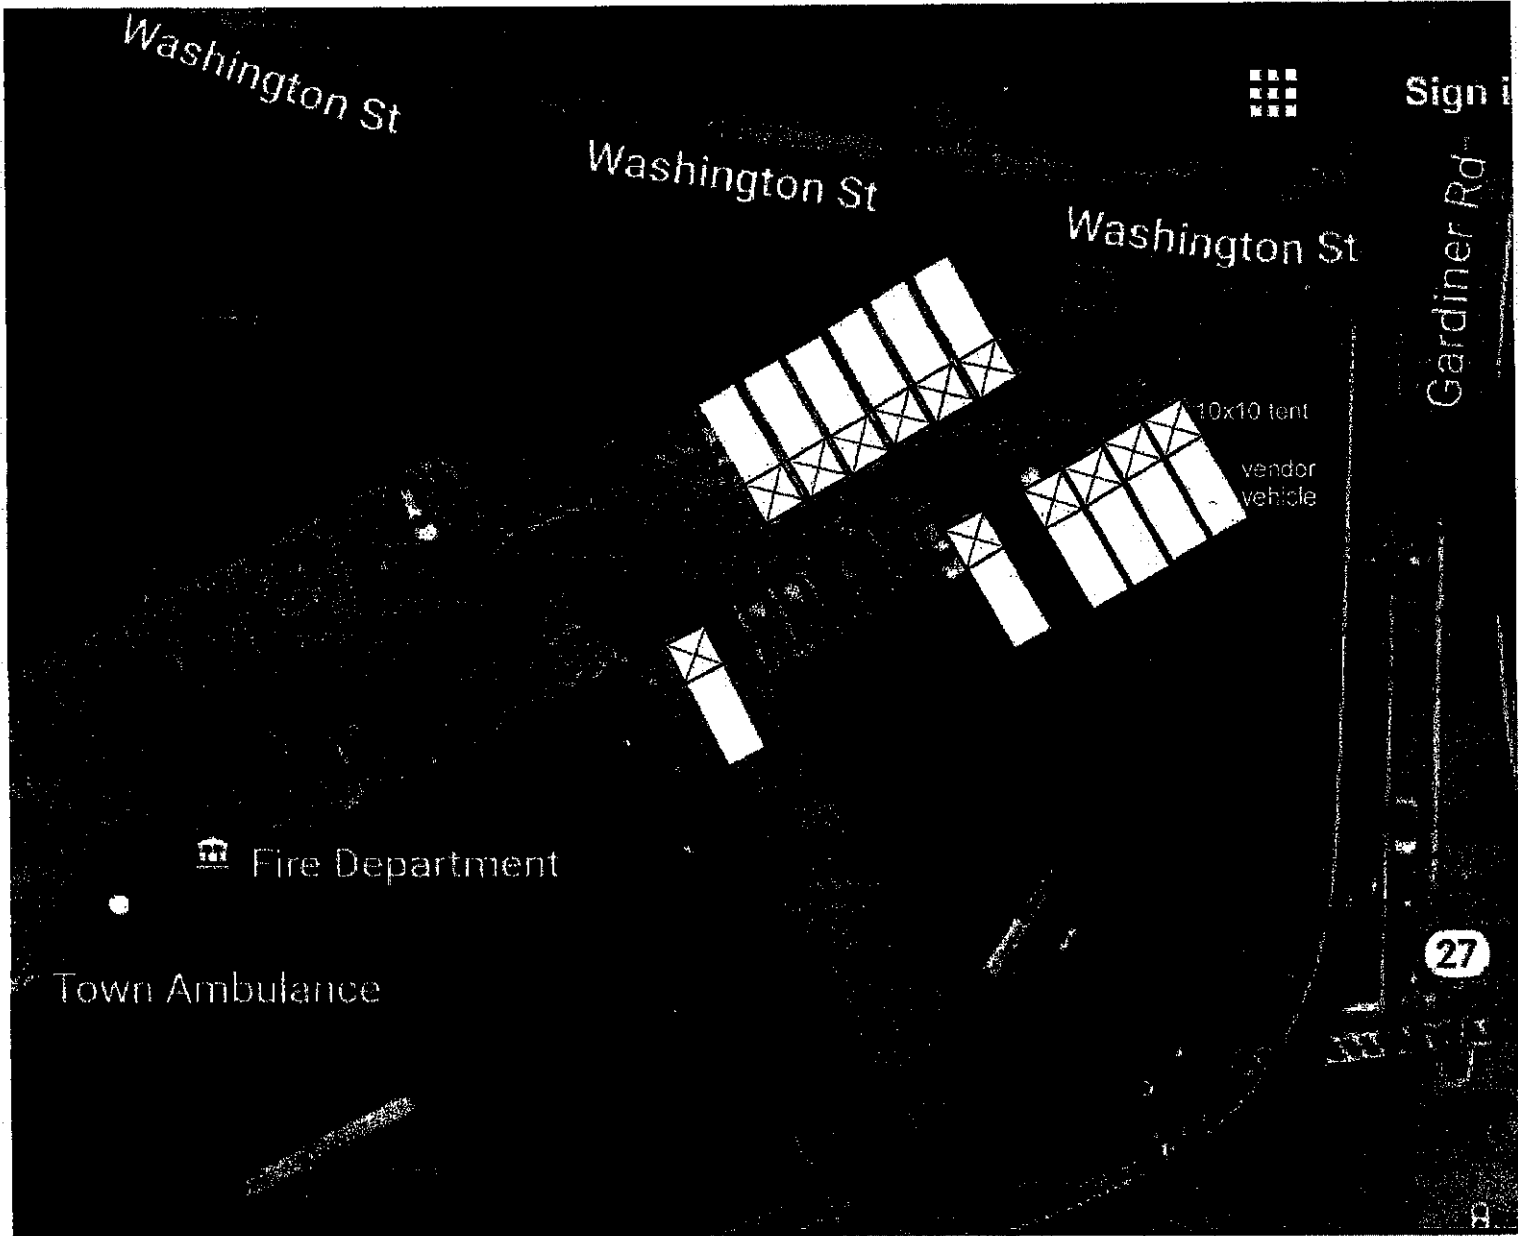 Washington St
Sign i
Washington St
Gardiner Rd
Washington St
10x10 tent
vendor
vehicle
Fire Department
27
Town Ambulance